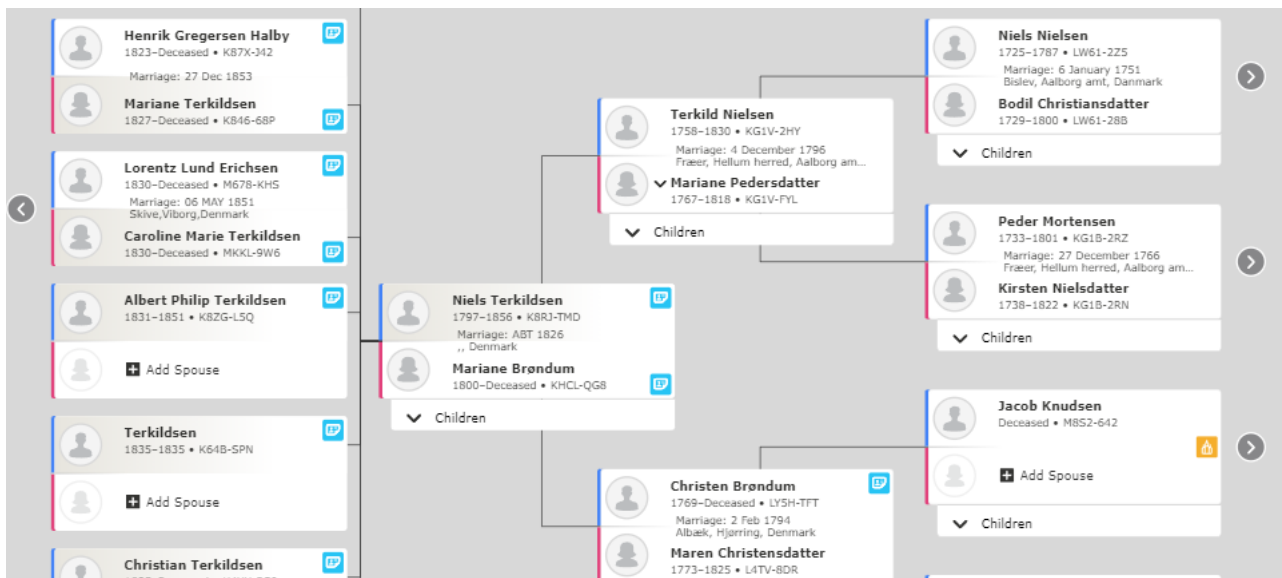 Henrik Gregersen Halby
1823–Deceased • K87X-J42
Marriage: 27 Dec 1853
Mariane Terkildsen
1827–Deceased • K846-68P
Lorentz Lund Erichsen
1830–Deceased • M678-KHS
Marriage: 06 MAY 1851
Skive,Viborg,Denmark
Caroline Marie Terkildsen
1830–Deceased • MKKL-9W6
Albert Philip Terkildsen
1831–1851 • K8ZG-L5Q
Add Spouse
Terkildsen
1835–1835 • K64B-SPN
Add Spouse
Christian Terkildsen
Niels Terkildsen
1797–1856 • K8RJ-TMD
Marriage: ABT 1826
,, Denmark
Mariane Brøndum
1800–Deceased • KHCL-QG8
Children
Terkild Nielsen
1758–1830 • KG1V-2HY
Marriage: 4 December 1796
Fræer, Hellum herred, Aalborg am...
Mariane Pedersdatter
1767–1818 • KG1V-FYL
Children
Christen Brøndum
1769–Deceased • LY5H-TFT
Marriage: 2 Feb 1794
Albæk, Hjørring, Denmark
Maren Christensdatter
1773–1825 • L4TV-8DR
Niels Nielsen
1725–1787 • LW61-2Z5
Marriage: 6 January 1751
Bislev, Aalborg amt, Danmark
Bodil Christiansdatter
1729–1800 • LW61-28B
Children
Peder Mortensen
1733–1801 • KG1B-2RZ
Marriage: 27 December 1766
Fræer, Hellum herred, Aalborg am...
Kirsten Nielsdatter
1738–1822 • KG1B-2RN
Children
Jacob Knudsen
Deceased • M8S2-642
Add Spouse
Children